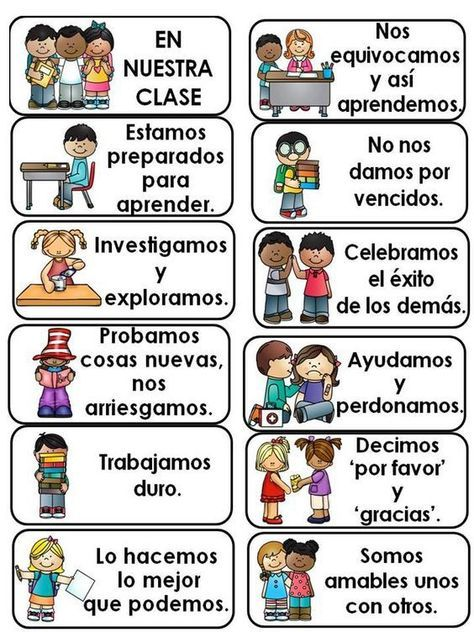 EN
NUESTRA
CLASE
Estamos
preparados
para
aprender.
Investigamos
y
exploramos.
Probamos
cosas nuevas,
nos
arriesgamos.
Trabajamos
duro.
Lo hacemos
lo mejor
que podemos.
Nos
equivocamos
y así
aprendemos.
No nos
damos por
vencidos.
Celebramos
el éxito
de los demás.
Ayudamos
y
perdonamos.
Decimos
‘por favor’
y
‘gracias’.
Somos
amables unos
con otros.